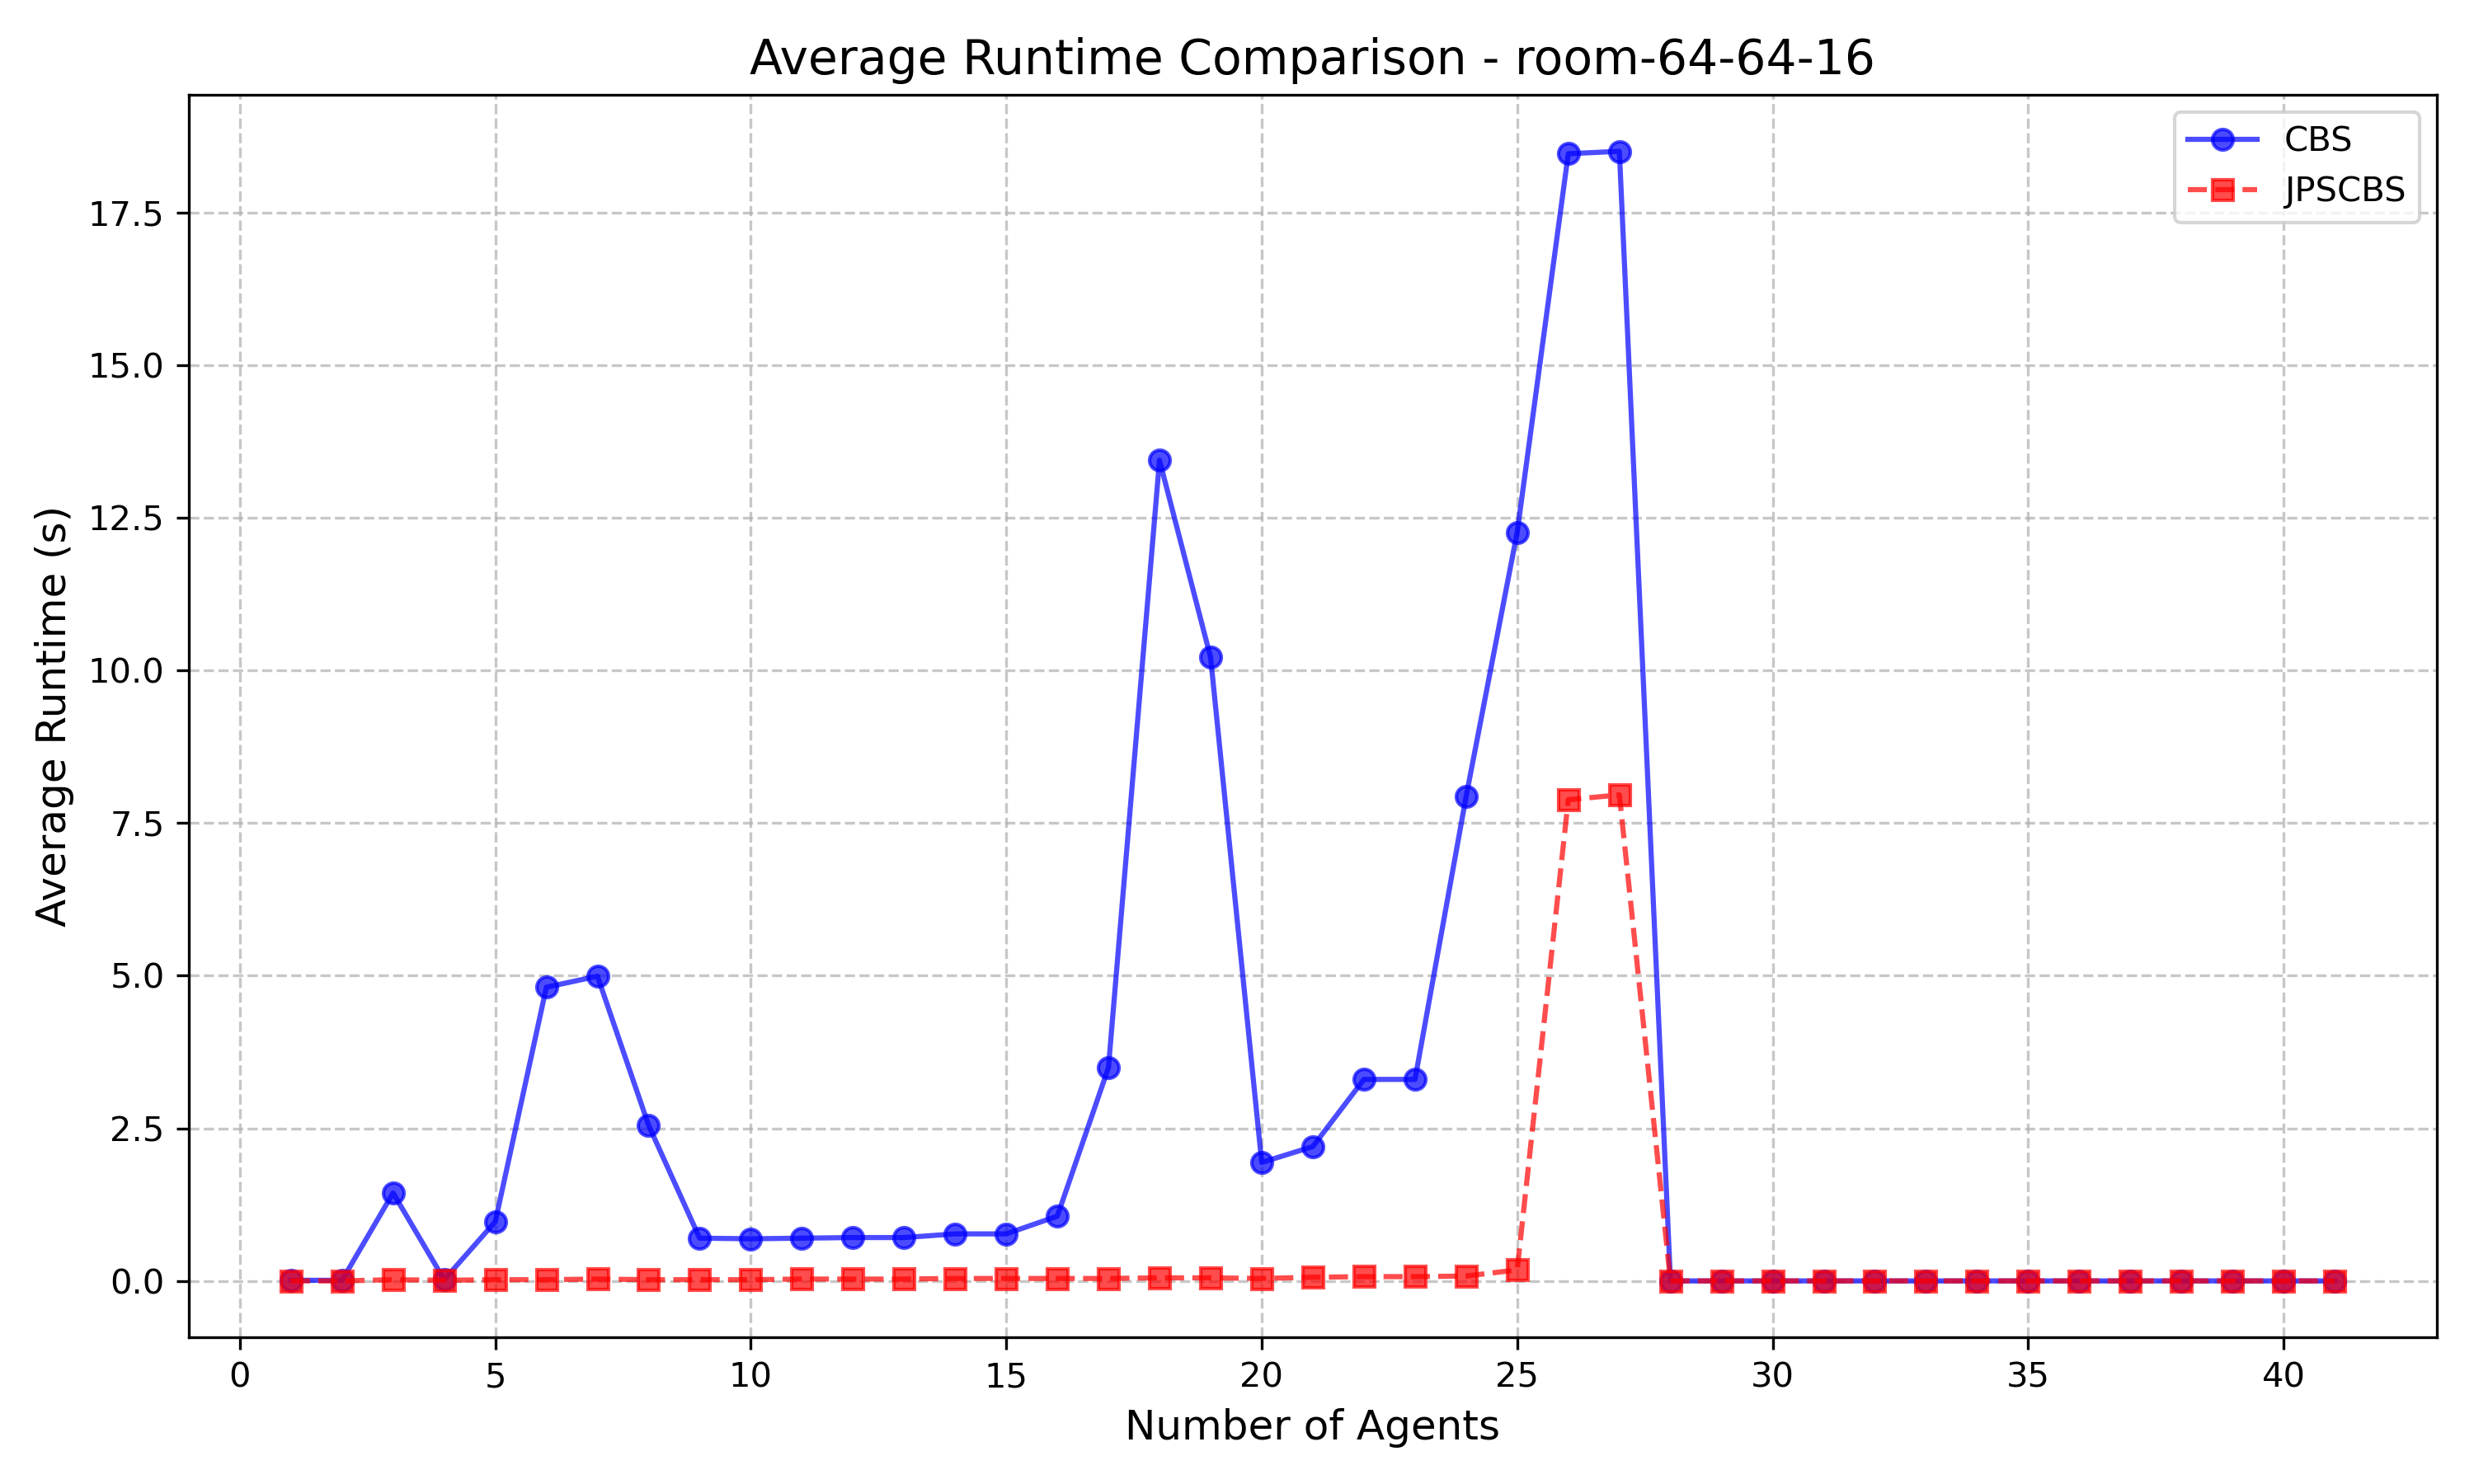 Average Runtime Comparison - room-64-64-16
CBS
JPSCBS
Average Runtime (s)
17.5
15.0
12.5
10.0
7.5
5.0
2.5
0.0
0 5 10 15 20 25 30 35 40
Number of Agents